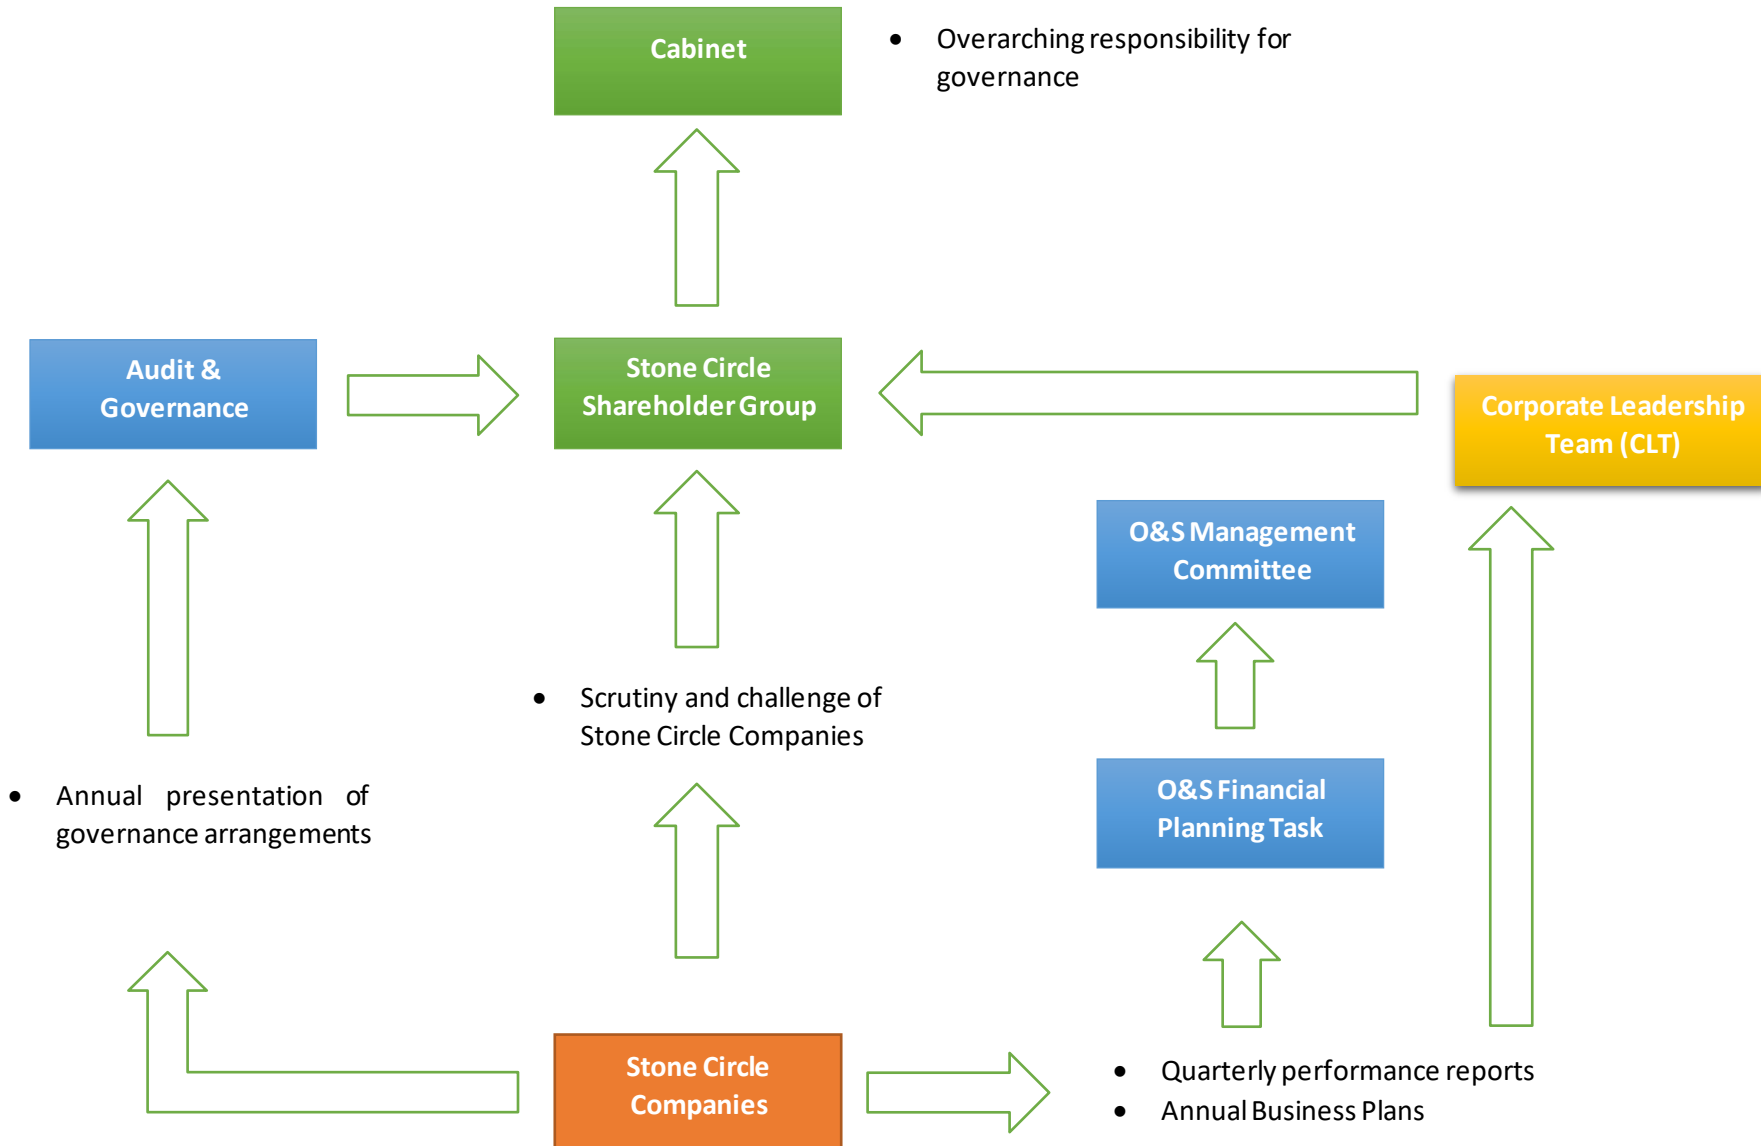 Cabinet
• Overarching responsibility for
governance
Audit &
Governance
Stone Circle
Shareholder Group
Corporate Leadership
Team (CLT)
O&S Management
Committee
• Scrutiny and challenge of
Stone Circle Companies
• Annual presentation of
governance arrangements
O&S Financial
Planning Task
Stone Circle
Companies
• Quarterly performance reports
• Annual Business Plans